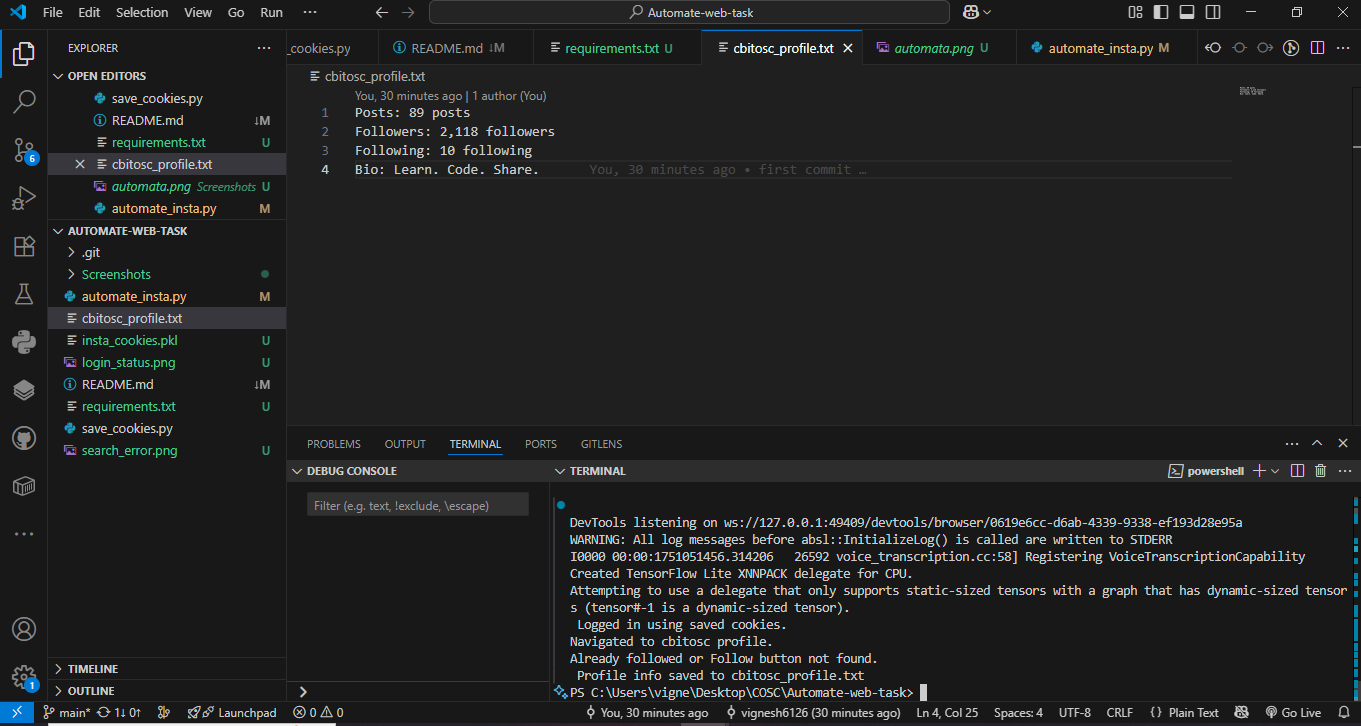 File Edit Selection View Go Run ··· Automate-web-task
EXPLORER ···
OPEN EDITORS
save_cookies.py
README.md ↓M
requirements.txt U
cbitosc_profile.txt
automata.png Screenshots U
automate_insta.py M
AUTOMATE-WEB-TASK
.git
Screenshots
automate_insta.py M
cbitosc_profile.txt
insta_cookies.pkl U
login_status.png U
README.md ↓M
requirements.txt U
save_cookies.py
search_error.png U
TIMELINE
OUTLINE
6
1
_cookies.py README.md ↓M requirements.txt U cbitosc_profile.txt automata.png U automate_insta.py M
cbitosc_profile.txt
You, 30 minutes ago | 1 author (You)
1 Posts: 89 posts
2 Followers: 2,118 followers
3 Following: 10 following
4 Bio: Learn. Code. Share. You, 30 minutes ago • first commit …
PROBLEMS OUTPUT TERMINAL PORTS GITLENS
DEBUG CONSOLE
Filter (e.g. text, !exclude, \escape)
TERMINAL powershell
DevTools listening on ws://127.0.0.1:49409/devtools/browser/0619e6cc-d6ab-4339-9338-ef193d28e95a
WARNING: All log messages before absl::InitializeLog() is called are written to STDERR
I0000 00:00:1751051456.314206 26592 voice_transcription.cc:58] Registering VoiceTranscriptionCapability
Created TensorFlow Lite XNNPACK delegate for CPU.
Attempting to use a delegate that only supports static-sized tensors with a graph that has dynamic-sized tensor
s (tensor#-1 is a dynamic-sized tensor).
Logged in using saved cookies.
Navigated to cbitosc profile.
Already followed or Follow button not found.
Profile info saved to cbitosc_profile.txt
PS C:\Users\vigne\Desktop\COSC\Automate-web-task>
main* 1↓ 0↑ Launchpad 0 0 You, 30 minutes ago vignesh6126 (30 minutes ago) Ln 4, Col 25 Spaces: 4 UTF-8 CRLF {} Plain Text Go Live